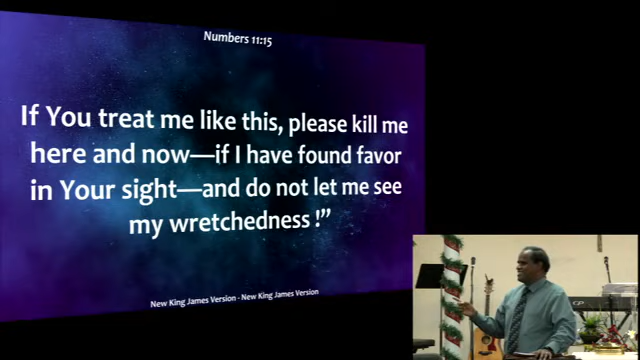 Numbers 11:15
If You treat me like this, please kill me
here and now—if I have found favor
in Your sight—and do not let me see
my wretchedness !”
New King James Version - New King James Version